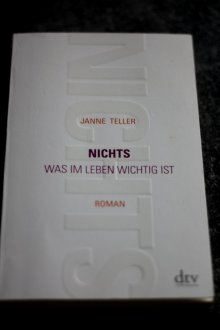 NICHTS
JANNE TELLER
NICHTS
WAS IM LEBEN WICHTIG IST
ROMAN
dtv